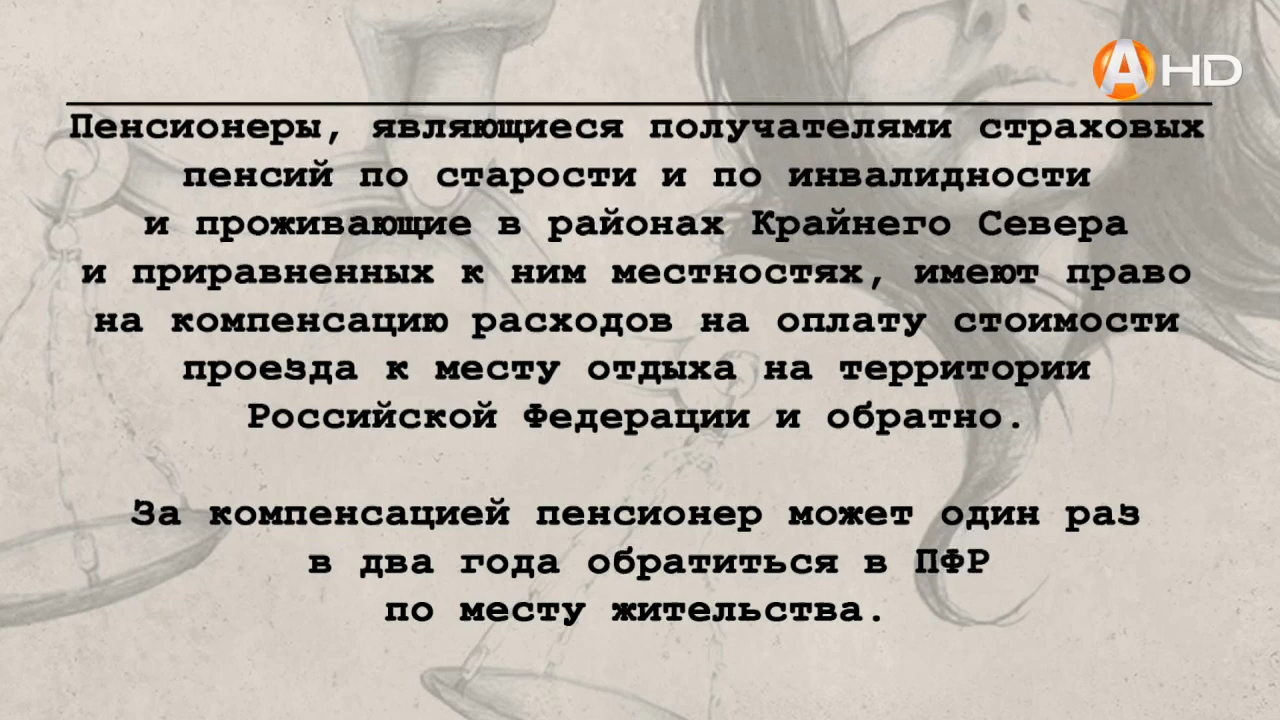 A HD
Пенсионеры, являющиеся получателями страховых
пенсий по старости и по инвалидности
и проживающие в районах Крайнего Севера
и приравненных к ним местностях, имеют право
на компенсацию расходов на оплату стоимости
проезда к месту отдыха на территории
Российской Федерации и обратно.
За компенсацией пенсионер может один раз
в два года обратиться в ПФР
по месту жительства.